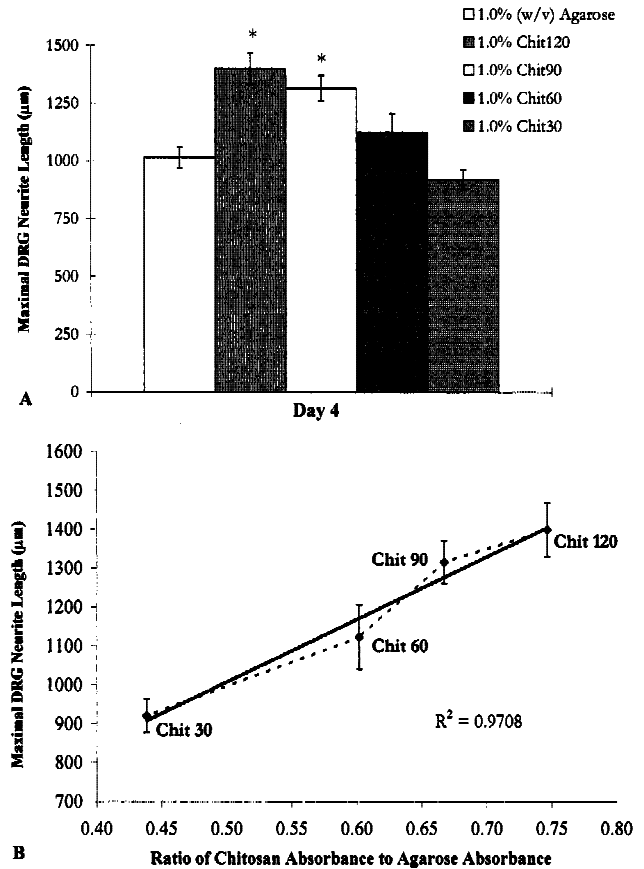 1.0% (w/v) Agarose
1.0% Chit120
1.0% Chit90
1.0% Chit60
1.0% Chit30
Maximal DRG Neurite Length (µm)
1500
1250
1000
750
500
250
0
*
*
A
Day 4
Maximal DRG Neurite Length (µm)
1600
1500
1400
1300
1200
1100
1000
900
800
700
Chit 90
Chit 120
Chit 60
Chit 30
R² = 0.9708
0.40 0.45 0.50 0.55 0.60 0.65 0.70 0.75 0.80
B
Ratio of Chitosan Absorbance to Agarose Absorbance